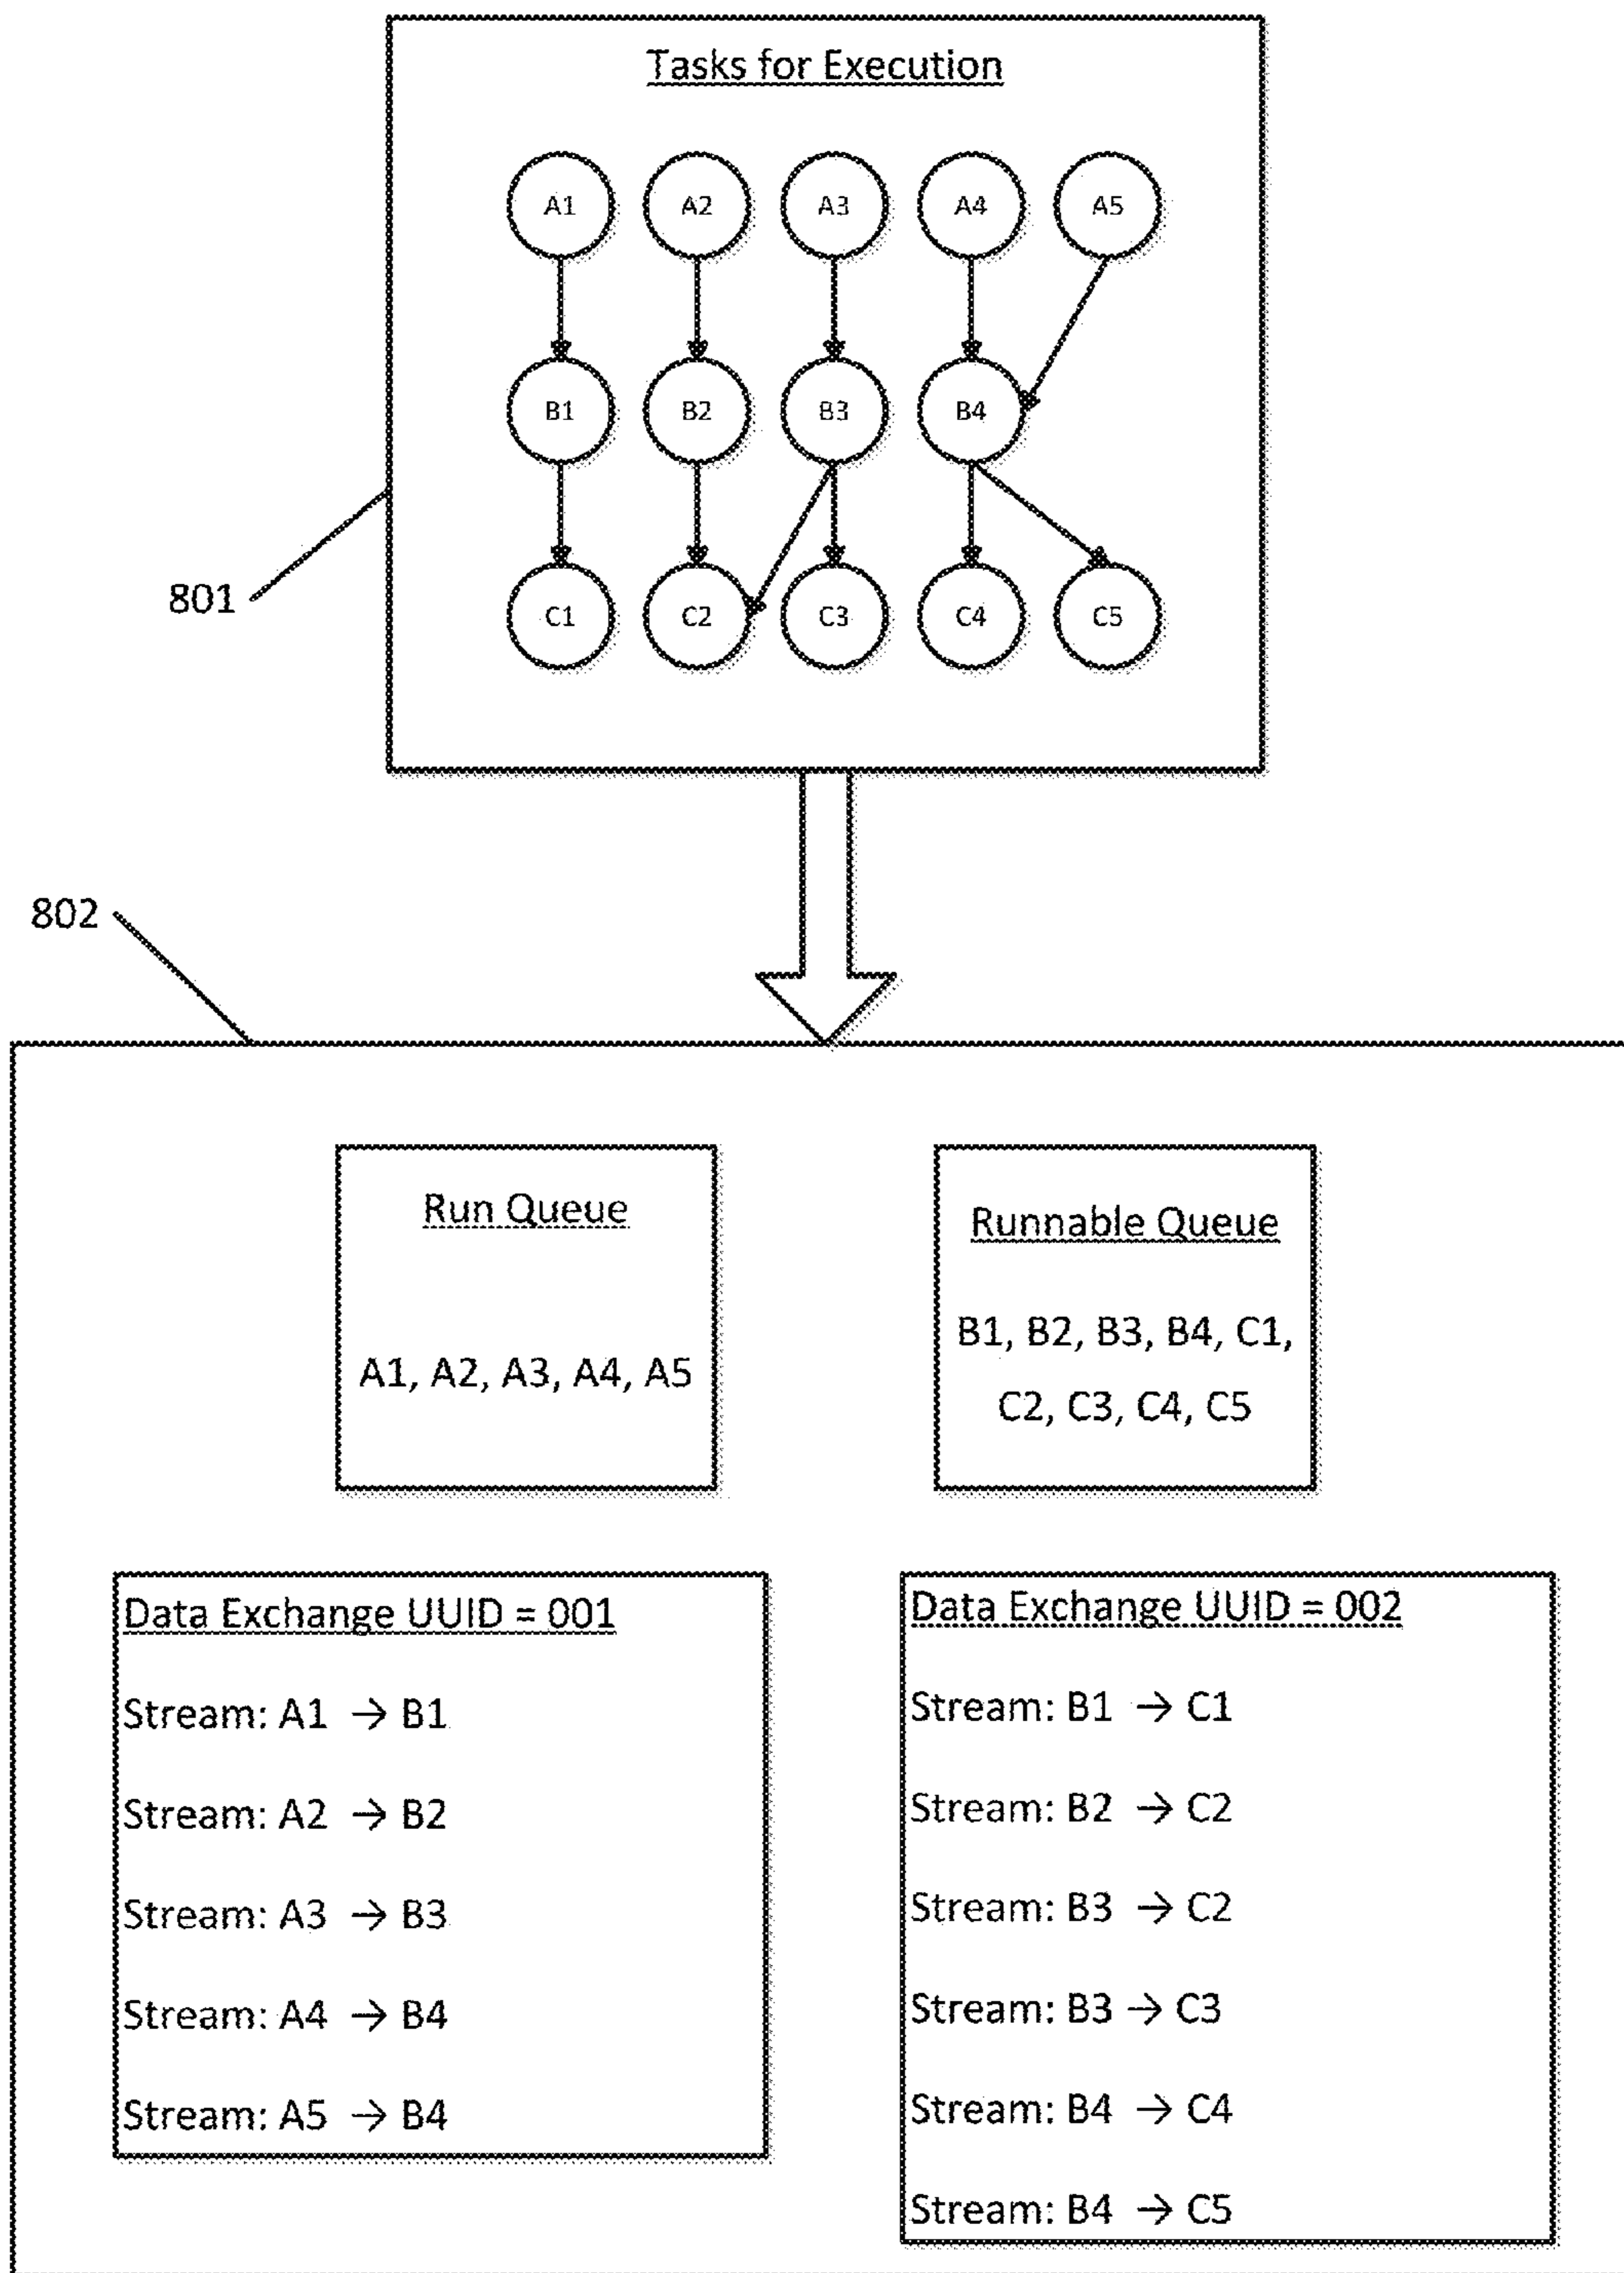 Tasks for Execution
A1 A2 A3 A4 A5
B1 B2 B3 B4
C1 C2 C3 C4 C5
801
802
Run Queue
A1, A2, A3, A4, A5
Runnable Queue
B1, B2, B3, B4, C1,
C2, C3, C4, C5
Data Exchange UUID = 001
Stream: A1 → B1
Stream: A2 → B2
Stream: A3 → B3
Stream: A4 → B4
Stream: A5 → B4
Data Exchange UUID = 002
Stream: B1 → C1
Stream: B2 → C2
Stream: B3 → C2
Stream: B3 → C3
Stream: B4 → C4
Stream: B4 → C5